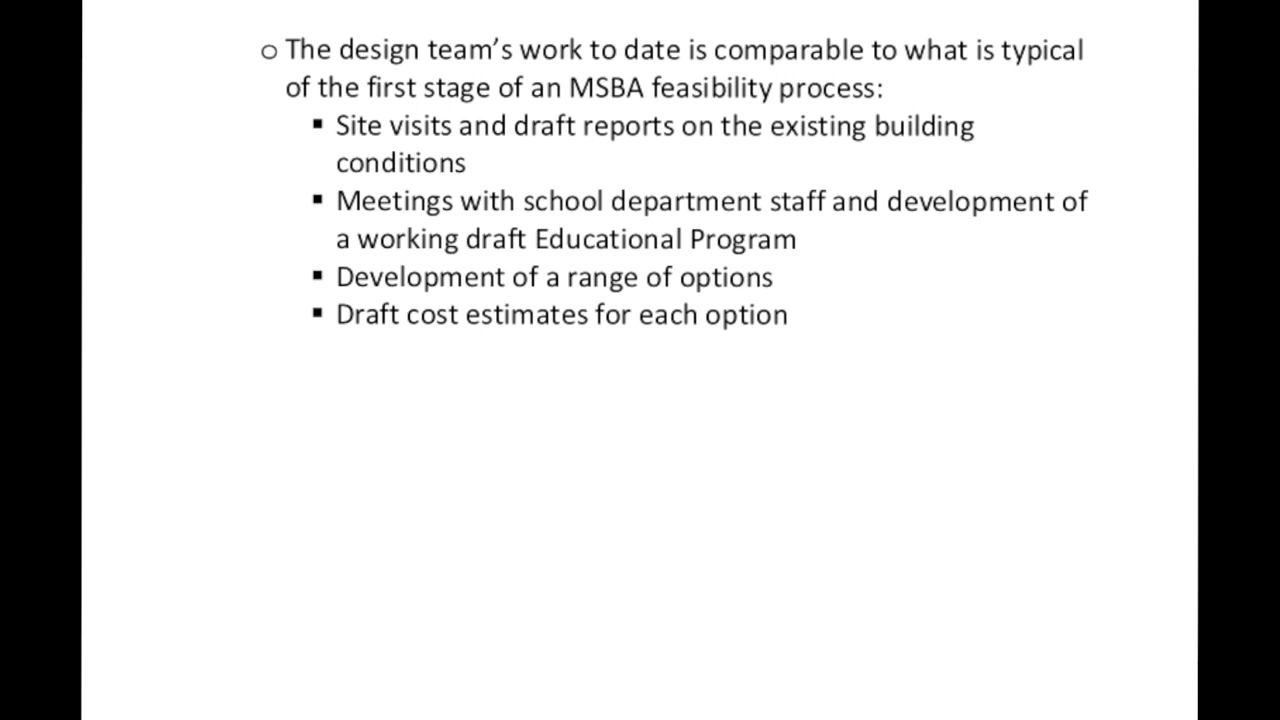 o The design team’s work to date is comparable to what is typical
of the first stage of an MSBA feasibility process:
▪ Site visits and draft reports on the existing building
conditions
▪ Meetings with school department staff and development of
a working draft Educational Program
▪ Development of a range of options
▪ Draft cost estimates for each option